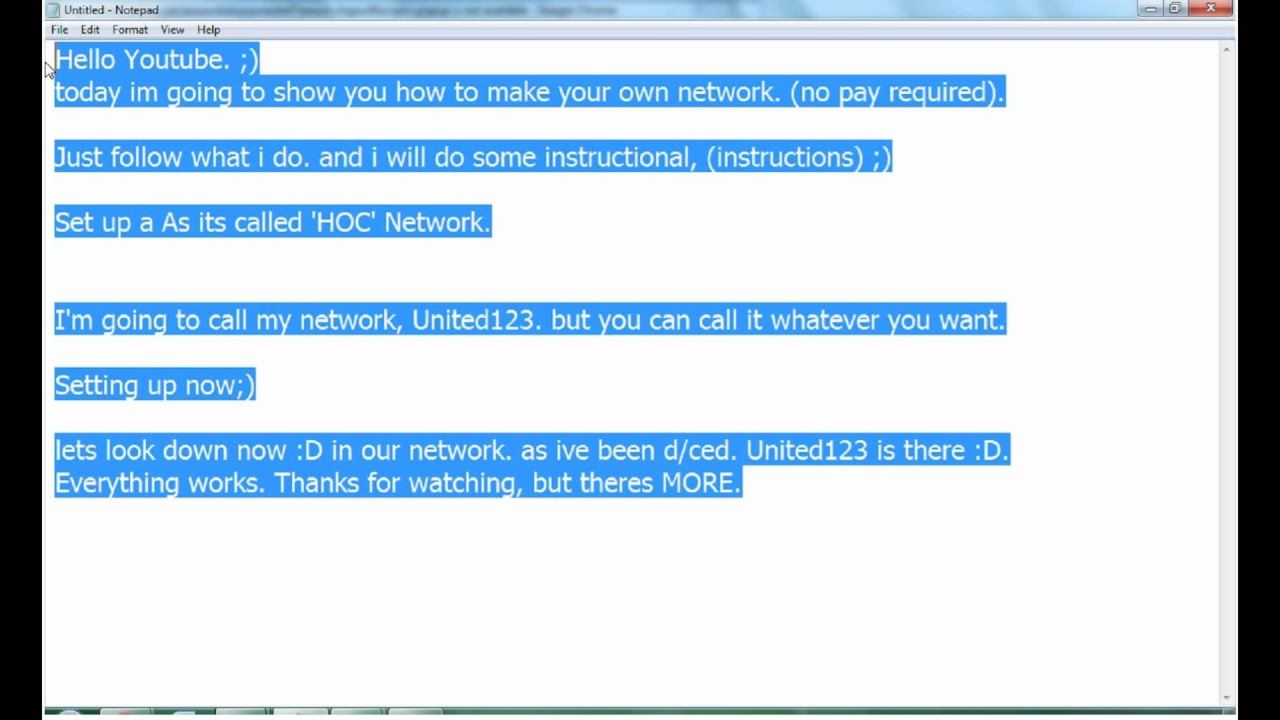 Untitled - Notepad
File Edit Format View Help
Hello Youtube. ;)
today im going to show you how to make your own network. (no pay required).
Just follow what i do. and i will do some instructional, (instructions) ;)
Set up a As its called 'HOC' Network.
I'm going to call my network, United123. but you can call it whatever you want.
Setting up now;)
lets look down now :D in our network. as ive been d/ced. United123 is there :D.
Everything works. Thanks for watching, but theres MORE.